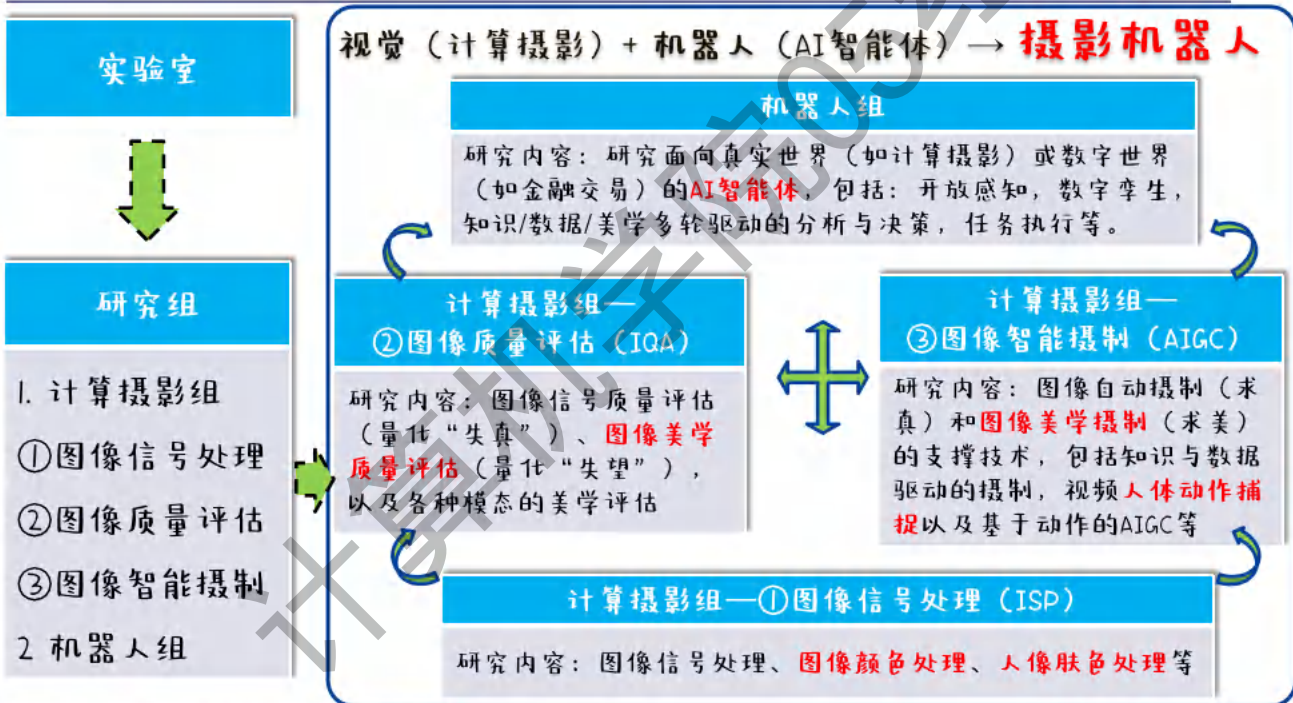 实验室
研究组
1. 计算摄影组
①图像信号处理
②图像质量评估
③图像智能摄制
2 机器人组
视觉（计算摄影）+ 机器人（AI智能体）→ 摄影机器人
机器人组
研究内容：研究面向真实世界（如计算摄影）或数字世界
（如金融交易）的AI智能体，包括：开放感知，数字孪生，
知识/数据/美学多轮驱动的分析与决策，任务执行等。
计算摄影组—
②图像质量评估（IQA）
研究内容：图像信号质量评估
（量化“失真”）、图像美学
质量评估（量化“失望”），
以及各种模态的美学评估
计算摄影组—
③图像智能摄制（AIGC）
研究内容：图像自动摄制（求
真）和图像美学摄制（求美）
的支撑技术，包括知识与数据
驱动的摄制，视频人体动作捕
捉以及基于动作的AIGC等
计算摄影组—①图像信号处理（ISP）
研究内容：图像信号处理、图像颜色处理、人像肤色处理等
计算机学院05